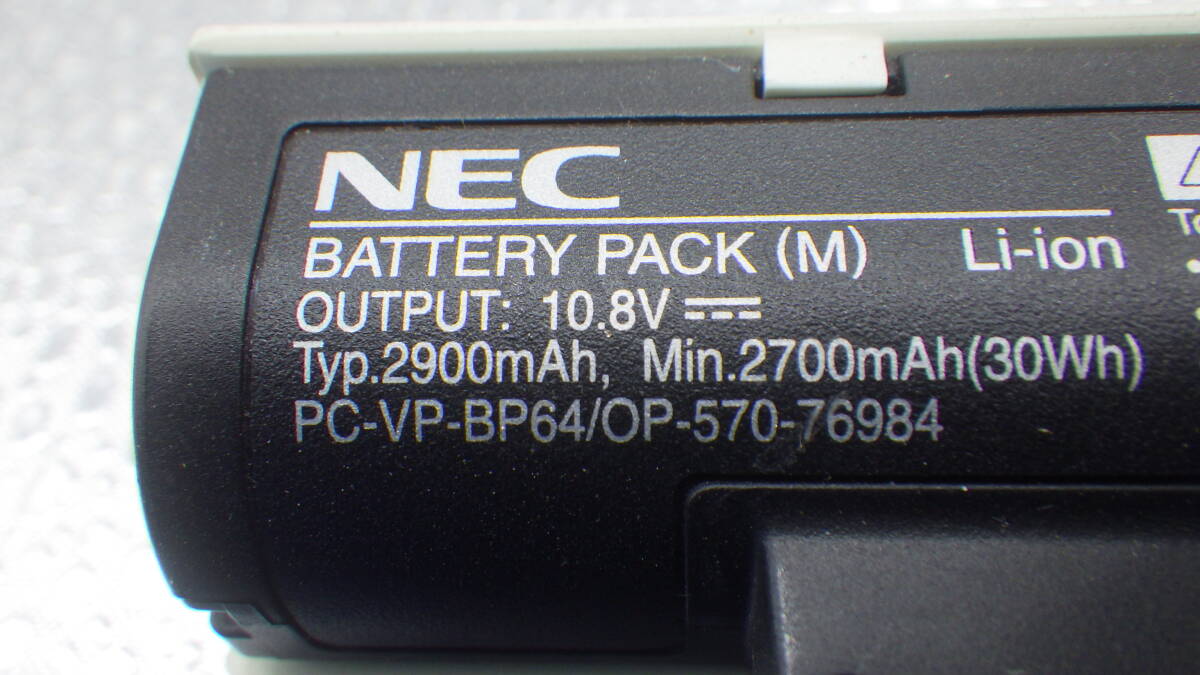 NEC
BATTERY PACK (M) Li-ion
OUTPUT: 10.8V ⎓
Typ.2900mAh, Min.2700mAh(30Wh)
PC-VP-BP64/OP-570-76984